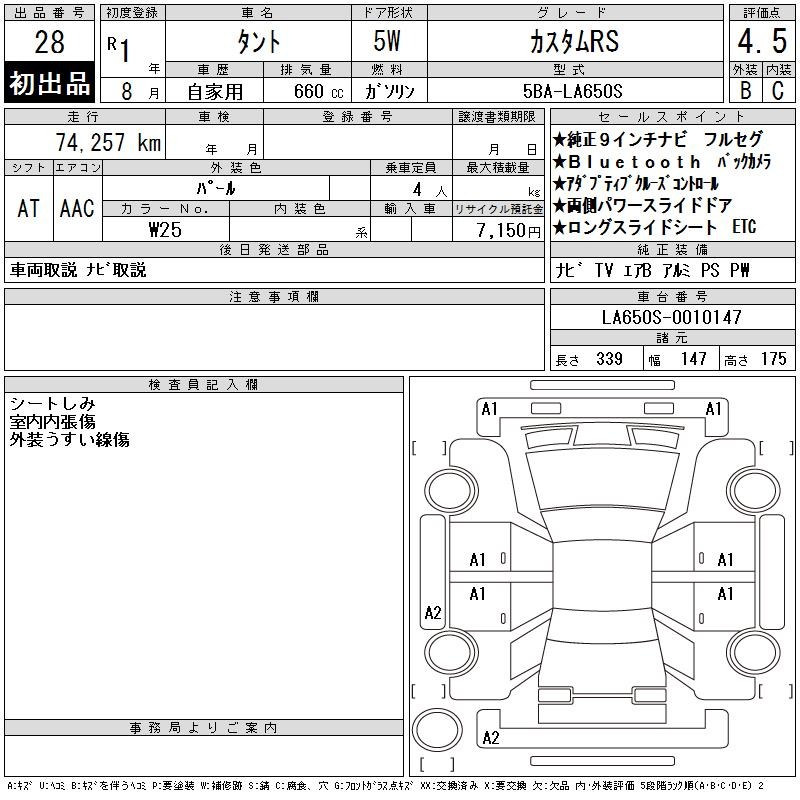 出品番号 初度登録 車名 ドア形状 グレード 評価点
28 R 1 年 タント 5W カスタムRS 4.5
車歴 排気量 燃料 型式 外装 内装
初出品 8 月 自家用 660 CC ガソリン 5BA-LA650S B C
走行 車検 登録番号 譲渡書類期限 セールスポイント
74,257 km 年 月 月 日
★純正9インチナビ フルセグ
★Bluetooth バックカメラ
★アダプティブクルーズコントロール
★両側パワースライドドア
★ロングスライドシート ETC
シフト エアコン 外装色 乗車定員 最大積載量
AT AAC パール 4 人 kg
カラーNo. 内装色 輸入車 リサイクル預託金
W25 系 7,150円
後日発送部品 純正装備
車両取説 ナビ取説 ナビ TV エアB アルミ PS PW
注意事項欄 車台番号
LA650S-0010147
諸元
長さ 339 幅 147 高さ 175
検査員記入欄
シートしみ
室内内張傷
外装うすい線傷
A1 A1
[ ] [ ]
A1 A1
A1 A1
A2
[ ] [ ]
A2
事務局よりご案内
A:キズ U:ヘコミ B:キズを伴うヘコミ P:要塗装 W:補修跡 S:錆 C:腐食、穴 G:フロントガラス点キズ XX:交換済み X:要交換 欠:欠品 内・外装評価 5段階ランク順(A・B・C・D・E) 2